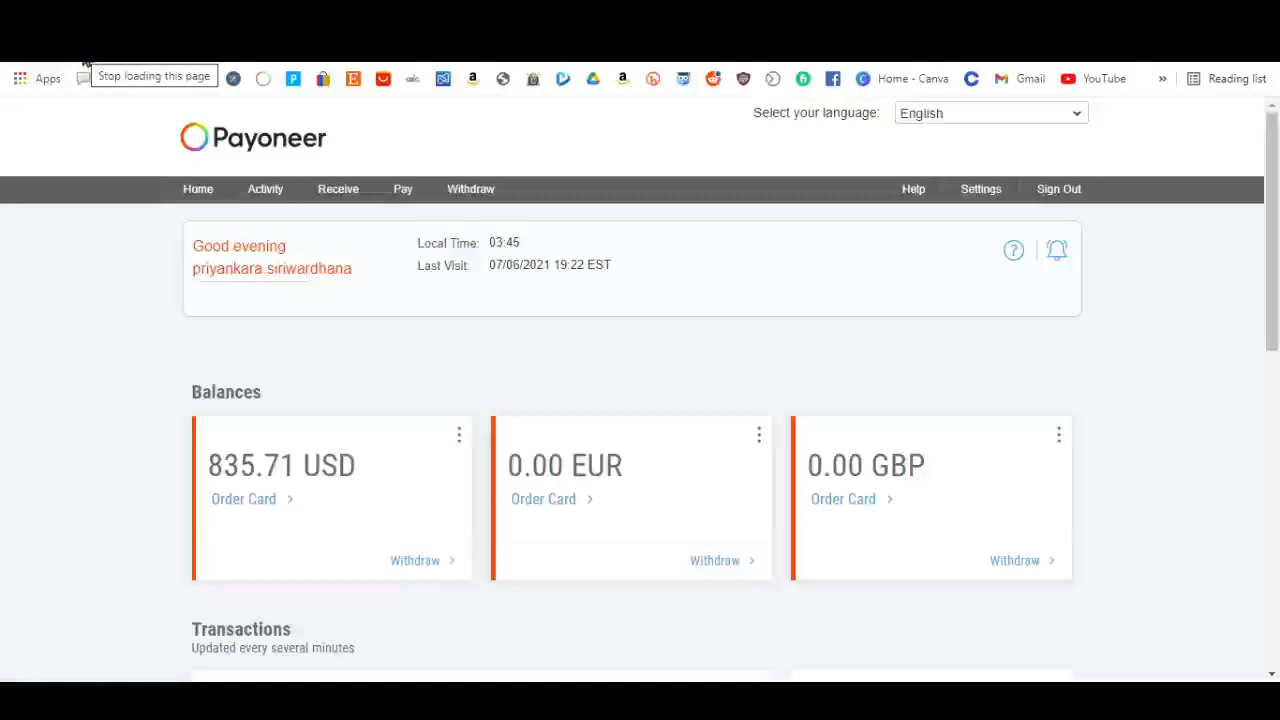 Apps
Stop loading this page
Home - Canva
Gmail
YouTube
»
Reading list
Select your language:
English
Payoneer
Home
Activity
Receive
Pay
Withdraw
Help
Settings
Sign Out
Good evening
priyankara siriwardhana
Local Time: 03:45
Last Visit: 07/06/2021 19:22 EST
Balances
835.71 USD
Order Card >
Withdraw >
0.00 EUR
Order Card >
Withdraw >
0.00 GBP
Order Card >
Withdraw >
Transactions
Updated every several minutes